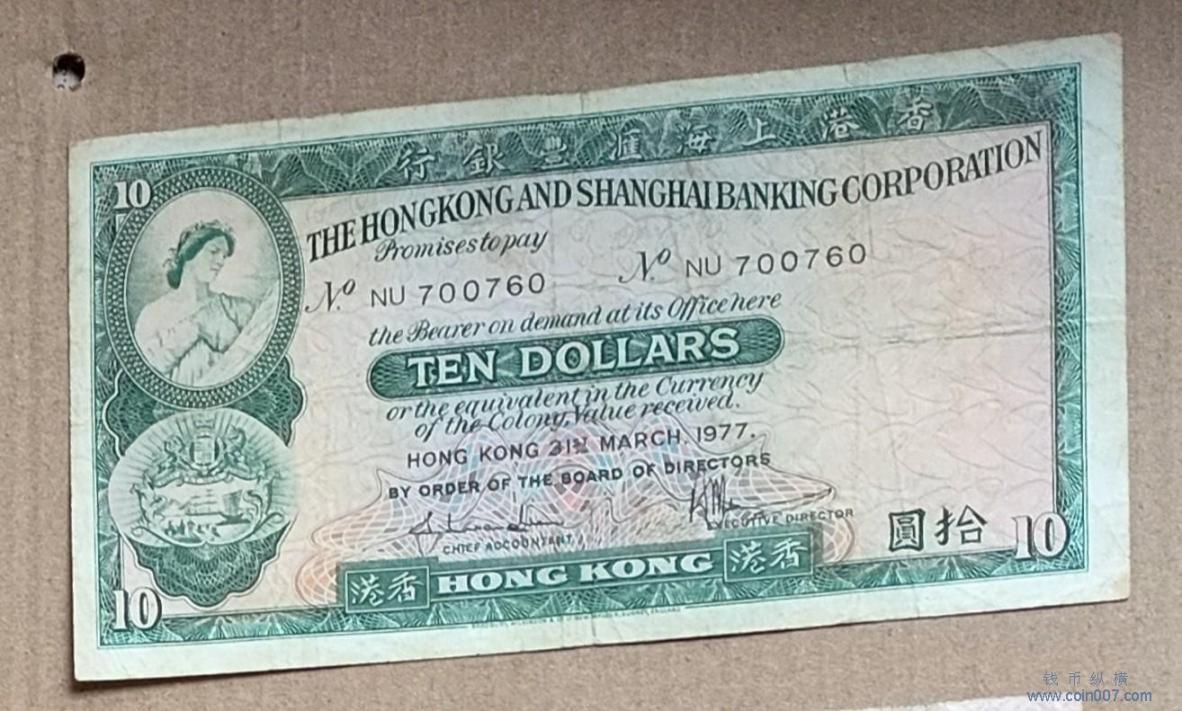 行銀豐滙海上港香
10
THE HONGKONG AND SHANGHAI BANKING CORPORATION
Promises to pay
Nº NU 700760 Nº NU 700760
the Bearer on demand at its Office here
TEN DOLLARS
or the equivalent in the Currency
of the Colony, Value received.
HONG KONG 31ST MARCH, 1977.
BY ORDER OF THE BOARD OF DIRECTORS
CHIEF ACCOUNTANT EXECUTIVE DIRECTOR
圓拾 10
港香 HONG KONG 港香
10
钱币纵横
www.coin007.com